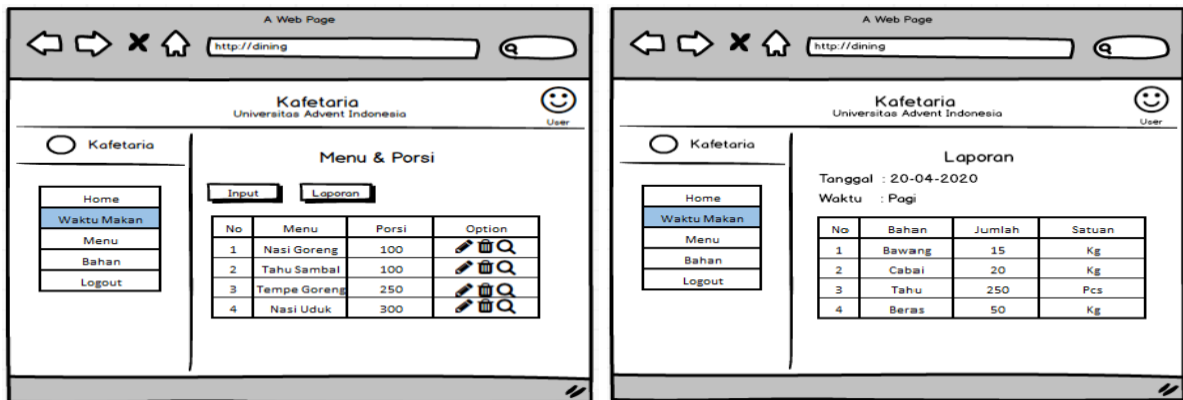 A Web Page
http://dining
Kafetaria
Universitas Advent Indonesia
User
Kafetaria
Home
Waktu Makan
Menu
Bahan
Logout
Menu & Porsi
Input Laporan
No Menu Porsi Option
1 Nasi Goreng 100
2 Tahu Sambal 100
3 Tempe Goreng 250
4 Nasi Uduk 300
A Web Page
http://dining
Kafetaria
Universitas Advent Indonesia
User
Kafetaria
Home
Waktu Makan
Menu
Bahan
Logout
Laporan
Tanggal : 20-04-2020
Waktu : Pagi
No Bahan Jumlah Satuan
1 Bawang 15 Kg
2 Cabai 20 Kg
3 Tahu 250 Pcs
4 Beras 50 Kg